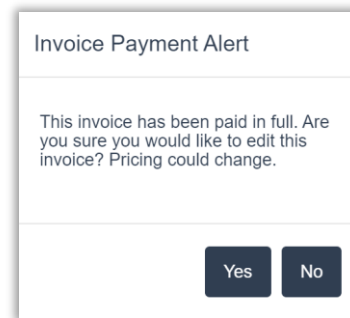 Invoice Payment Alert
This invoice has been paid in full. Are
you sure you would like to edit this
invoice? Pricing could change.
Yes No